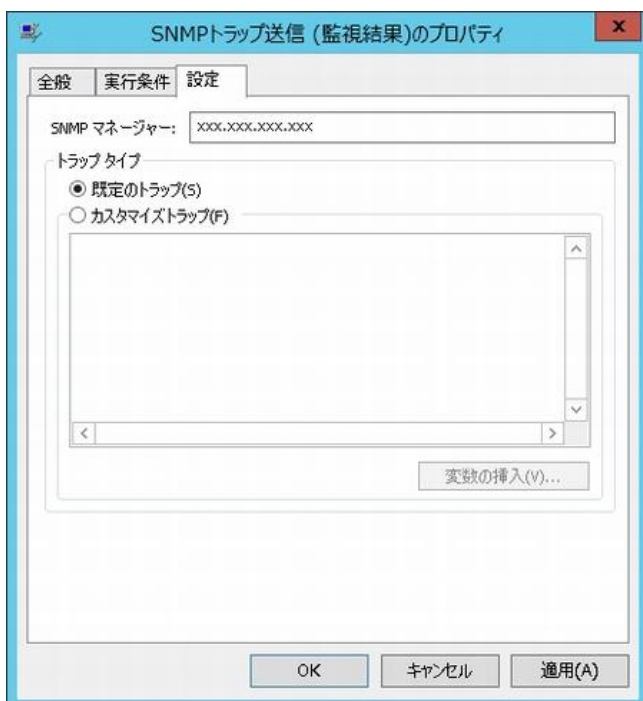 SNMPトラップ送信 (監視結果)のプロパティ
x
全般 実行条件 設定
SNMP マネージャー: xxx.xxx.xxx.xxx
トラップ タイプ
既定のトラップ(S)
カスタマイズトラップ(F)
変数の挿入(V)...
OK キャンセル 適用(A)